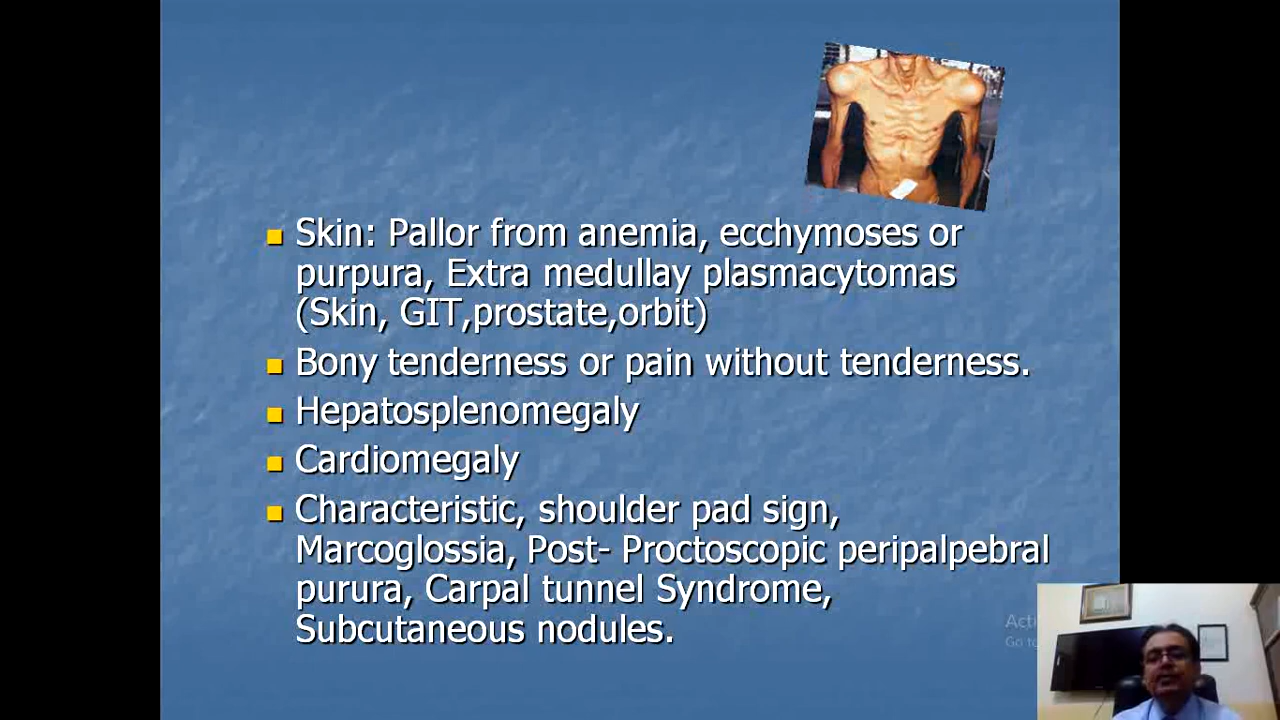 Skin: Pallor from anemia, ecchymoses or
purpura, Extra medullay plasmacytomas
(Skin, GIT,prostate,orbit)
Bony tenderness or pain without tenderness.
Hepatosplenomegaly
Cardiomegaly
Characteristic, shoulder pad sign,
Marcoglossia, Post- Proctoscopic peripalpebral
purura, Carpal tunnel Syndrome,
Subcutaneous nodules.